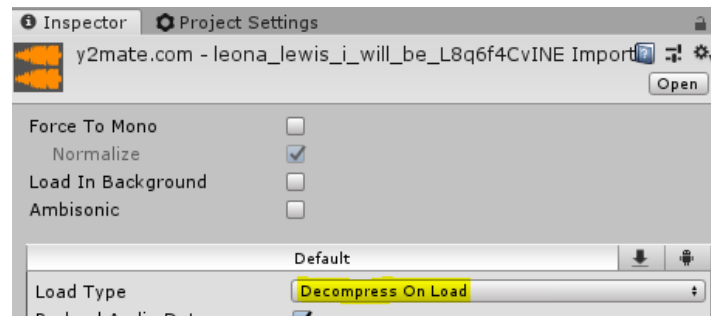 Inspector Project Settings
y2mate.com - leona_lewis_i_will_be_L8q6f4CvINE Import
Open
Force To Mono
Normalize
Load In Background
Ambisonic
Default
Load Type Decompress On Load